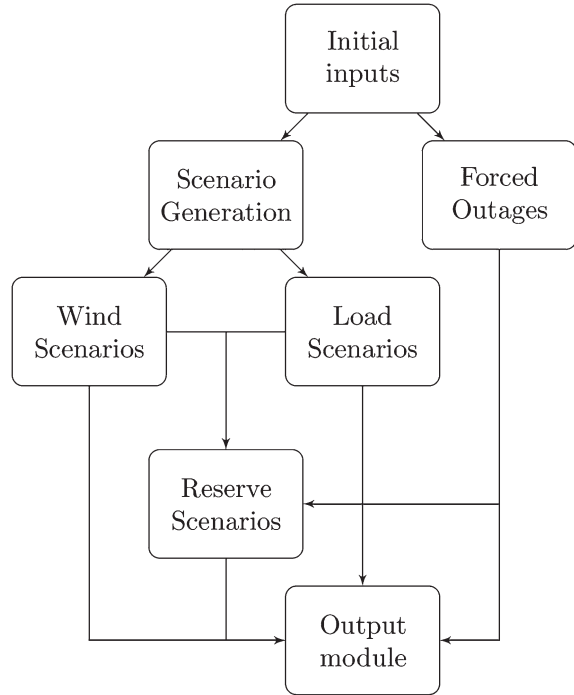 Initial
inputs
Scenario
Generation
Forced
Outages
Wind
Scenarios
Load
Scenarios
Reserve
Scenarios
Output
module